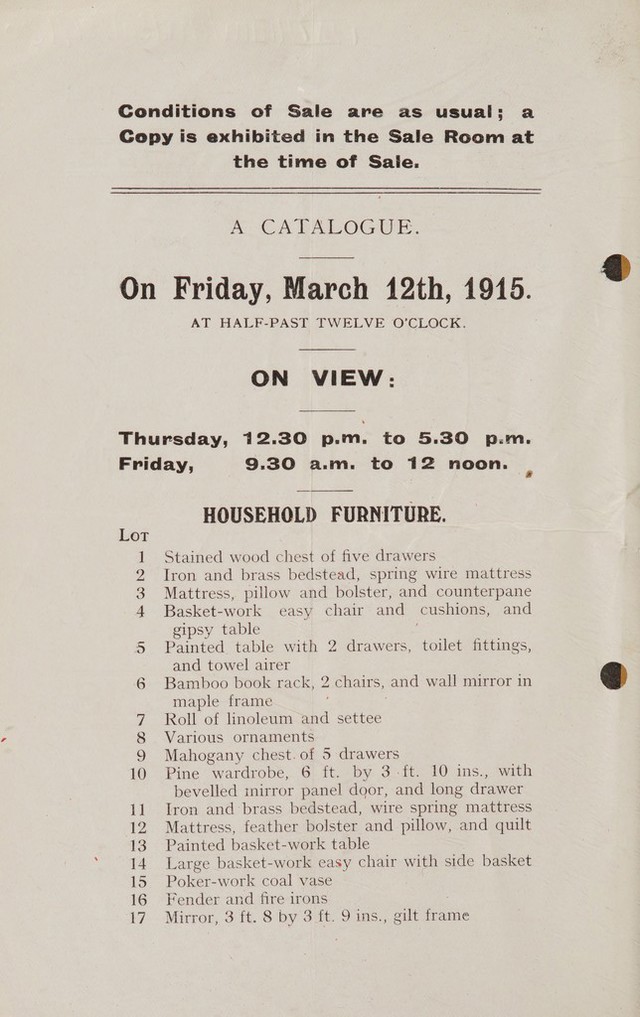 Conditions of Sale are as usual; a
Copy is exhibited in the Sale Room at
the time of Sale.
A CATALOGUE.
On Friday, March 12th, 1915.
AT HALF-PAST TWELVE O'CLOCK.
ON VIEW:
Thursday, 12.30 p.m. to 5.30 p.m.
Friday, 9.30 a.m. to 12 noon.
HOUSEHOLD FURNITURE.
LOT
1 Stained wood chest of five drawers
2 Iron and brass bedstead, spring wire mattress
3 Mattress, pillow and bolster, and counterpane
4 Basket-work easy chair and cushions, and
gipsy table
5 Painted table with 2 drawers, toilet fittings,
and towel airer
6 Bamboo book rack, 2 chairs, and wall mirror in
maple frame
7 Roll of linoleum and settee
8 Various ornaments
9 Mahogany chest of 5 drawers
10 Pine wardrobe, 6 ft. by 3 ft. 10 ins., with
bevelled mirror panel door, and long drawer
11 Iron and brass bedstead, wire spring mattress
12 Mattress, feather bolster and pillow, and quilt
13 Painted basket-work table
14 Large basket-work easy chair with side basket
15 Poker-work coal vase
16 Fender and fire irons
17 Mirror, 3 ft. 8 by 3 ft. 9 ins., gilt frame